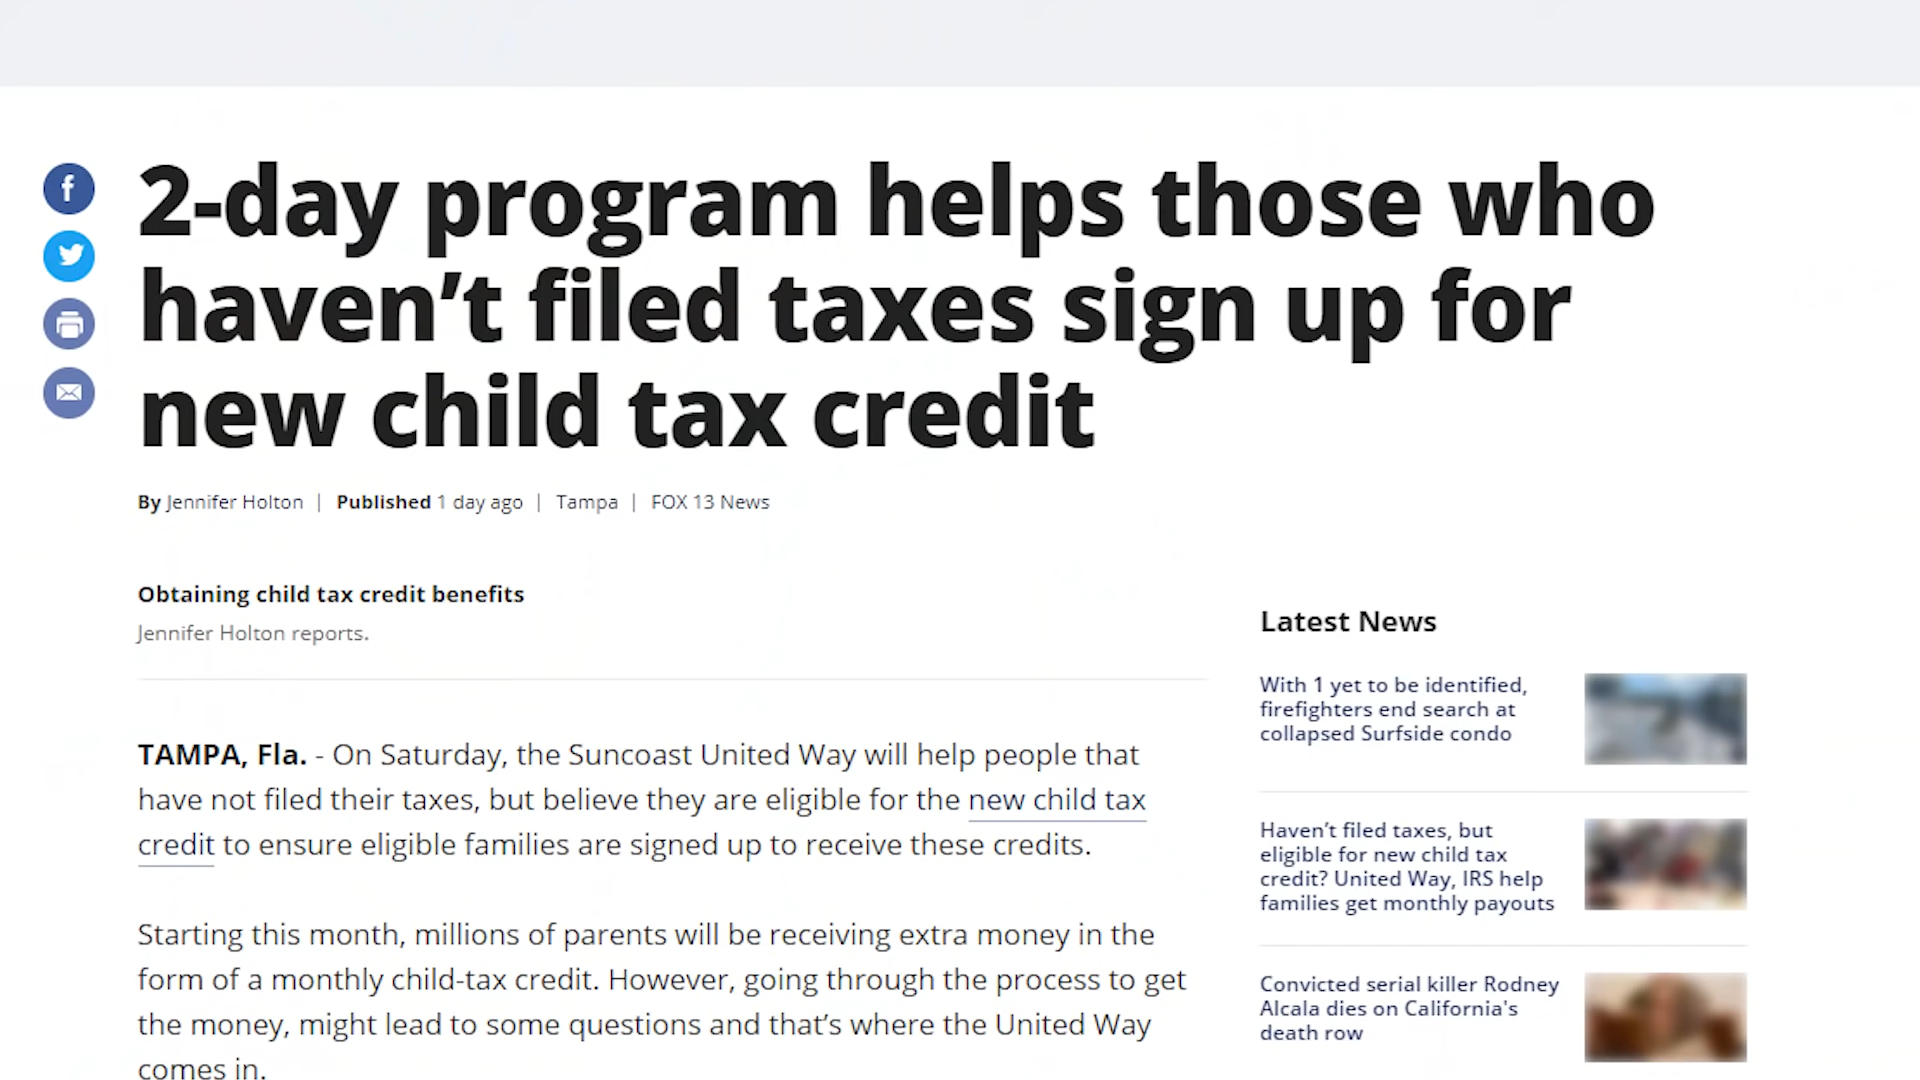 2-day program helps those who
haven’t filed taxes sign up for
new child tax credit
By Jennifer Holton | Published 1 day ago | Tampa | FOX 13 News
Obtaining child tax credit benefits
Jennifer Holton reports.
TAMPA, Fla. - On Saturday, the Suncoast United Way will help people that
have not filed their taxes, but believe they are eligible for the new child tax
credit to ensure eligible families are signed up to receive these credits.
Starting this month, millions of parents will be receiving extra money in the
form of a monthly child-tax credit. However, going through the process to get
the money, might lead to some questions and that’s where the United Way
comes in.
Latest News
With 1 yet to be identified,
firefighters end search at
collapsed Surfside condo
Haven’t filed taxes, but
eligible for new child tax
credit? United Way, IRS help
families get monthly payouts
Convicted serial killer Rodney
Alcala dies on California's
death row